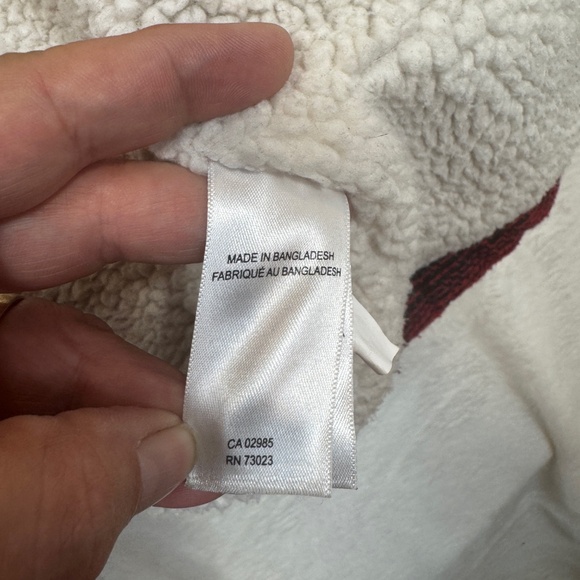 MADE IN BANGLADESH
FABRIQUÉ AU BANGLADESH
CA 02985
RN 73023